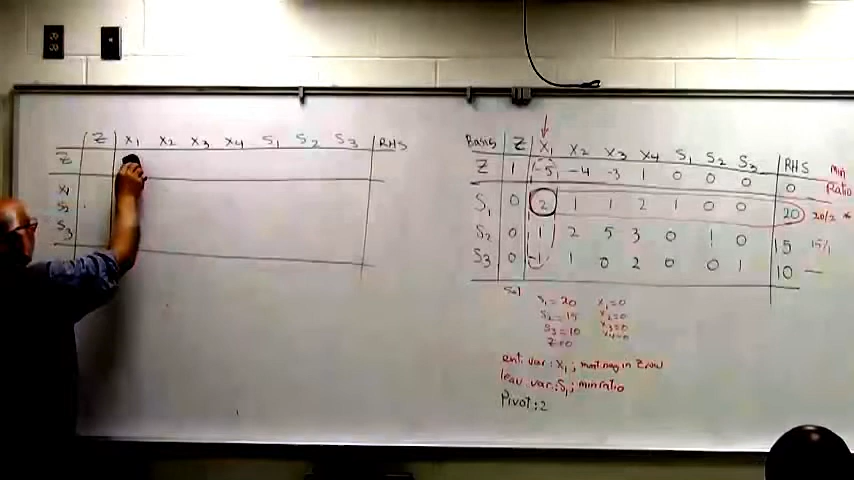 Z X1 X2 X3 X4 S1 S2 S3 RHS
Z
X1
S2
S3
Basis Z X1 X2 X3 X4 S1 S2 S3 RHS min Ratio
Z 1 -5 -4 -3 1 0 0 0 0
S1 0 2 1 1 2 1 0 0 20 20/2 *
S2 0 1 2 5 3 0 1 0 15 15/1
S3 0 -1 1 0 2 0 0 1 10 —
S1=20 X1=0
S2=15 X2=0
S3=10 X3=0
Z=0 X4=0
ent. var: X1; most neg in Z row
leav. var: S1; min ratio
Pivot: 2